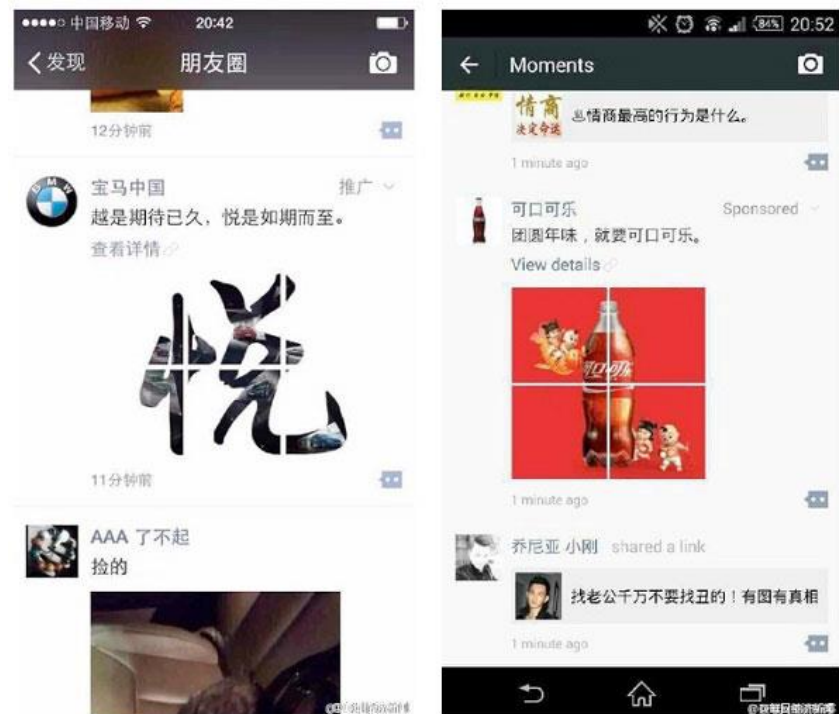 中国移动
20:42
发现
朋友圈
12分钟前
BMW
宝马中国
推广
越是期待已久，悦是如期而至。
查看详情
悦
11分钟前
AAA 了不起
捡的
84%
20:52
Moments
情商
决定命运
情商最高的行为是什么。
1 minute ago
可口可乐
Sponsored
团圆年味，就要可口可乐。
View details
可口可乐
1 minute ago
乔尼亚 小刚 shared a link
找老公千万不要找丑的！有图有真相
1 minute ago